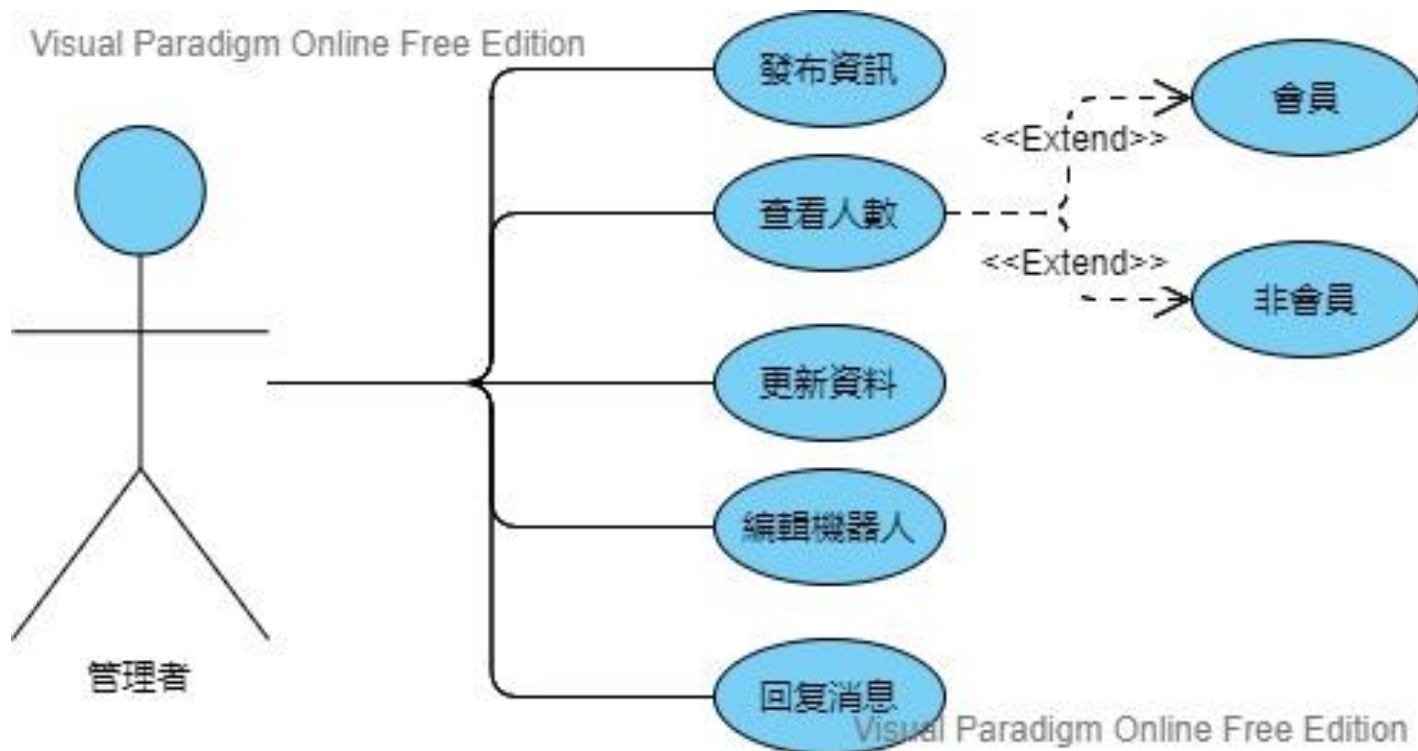 Visual Paradigm Online Free Edition
發布資訊
會員
<<Extend>>
查看人數
<<Extend>>
非會員
更新資料
編輯機器人
管理者
回复消息
Visual Paradigm Online Free Edition